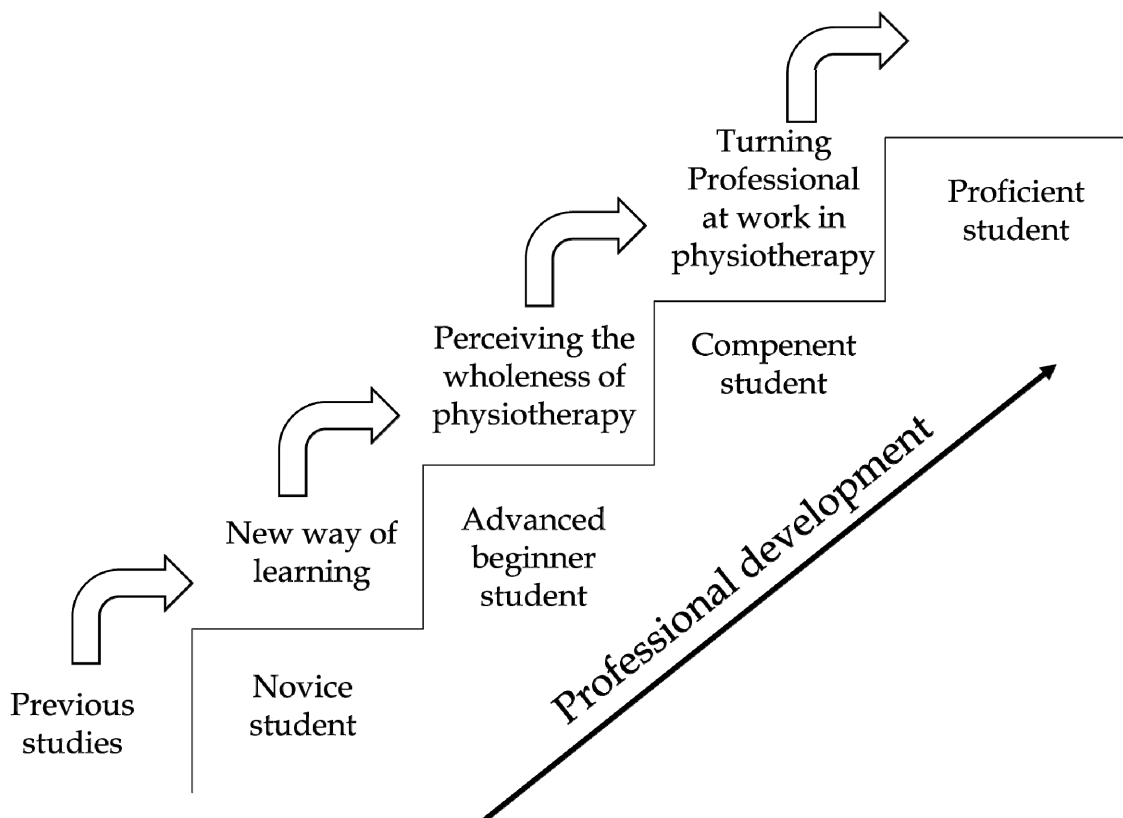 Previous
studies
Novice
student
New way of
learning
Advanced
beginner
student
Perceiving the
wholeness of
physiotherapy
Compenent
student
Turning
Professional
at work in
physiotherapy
Proficient
student
Professional development